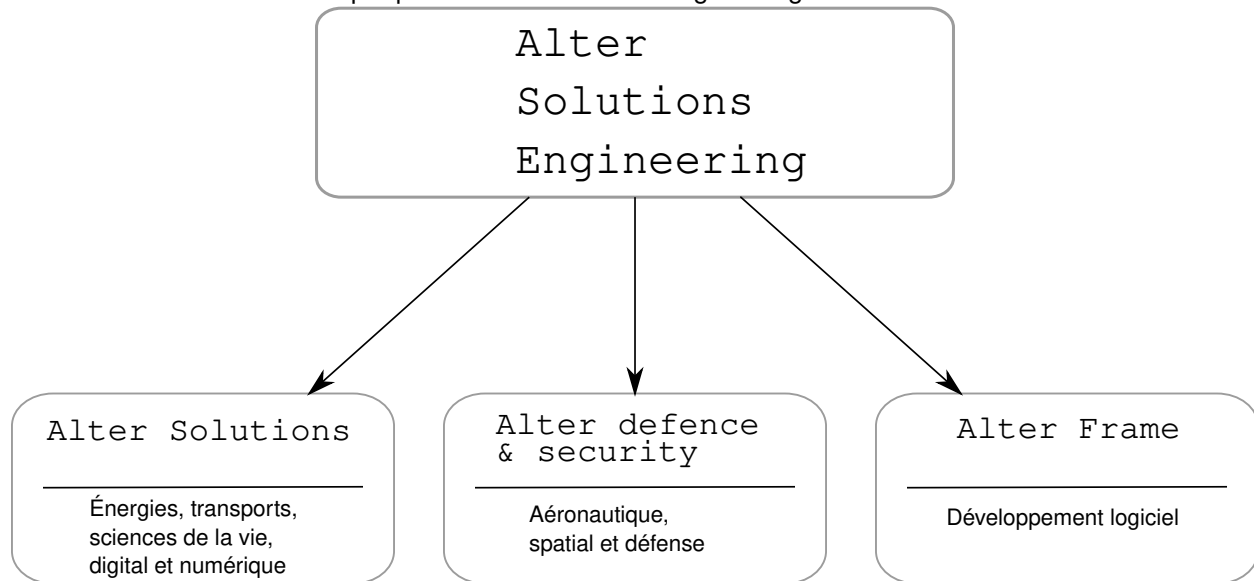 Alter
Solutions
Engineering
Alter Solutions
Énergies, transports,
sciences de la vie,
digital et numérique
Alter defence
& security
Aéronautique,
spatial et défense
Alter Frame
Développement logiciel